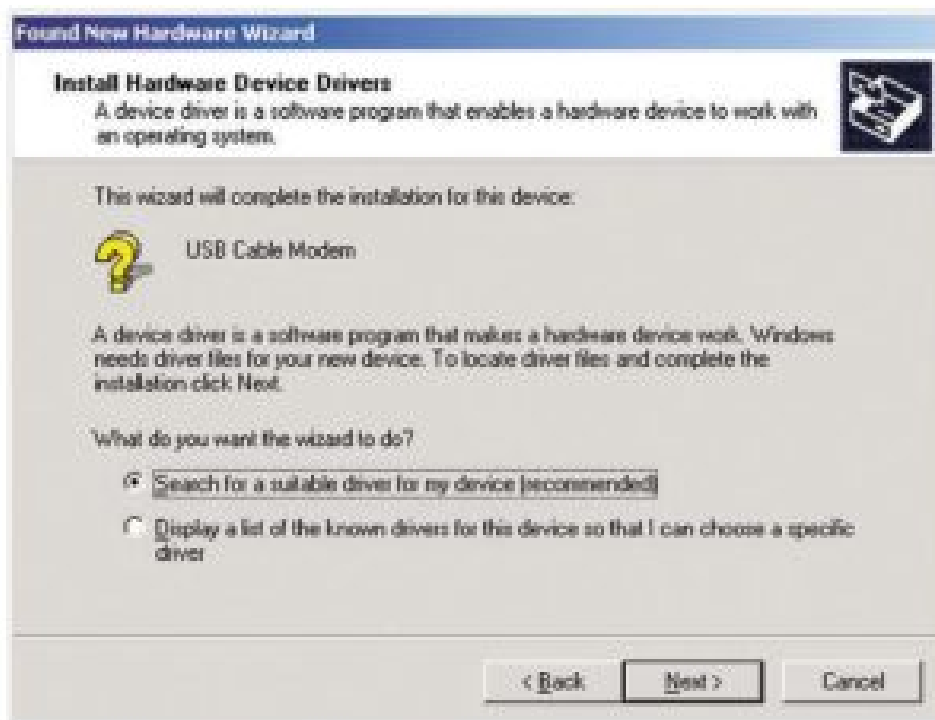 Found New Hardware Wizard
Install Hardware Device Drivers
A device driver is a software program that enables a hardware device to work with
an operating system.
This wizard will complete the installation for this device:
USB Cable Modem
A device driver is a software program that makes a hardware device work. Windows
needs driver files for your new device. To locate driver files and complete the
installation click Next.
What do you want the wizard to do?
Search for a suitable driver for my device (recommended)
Display a list of the known drivers for this device so that I can choose a specific
driver
< Back Next > Cancel